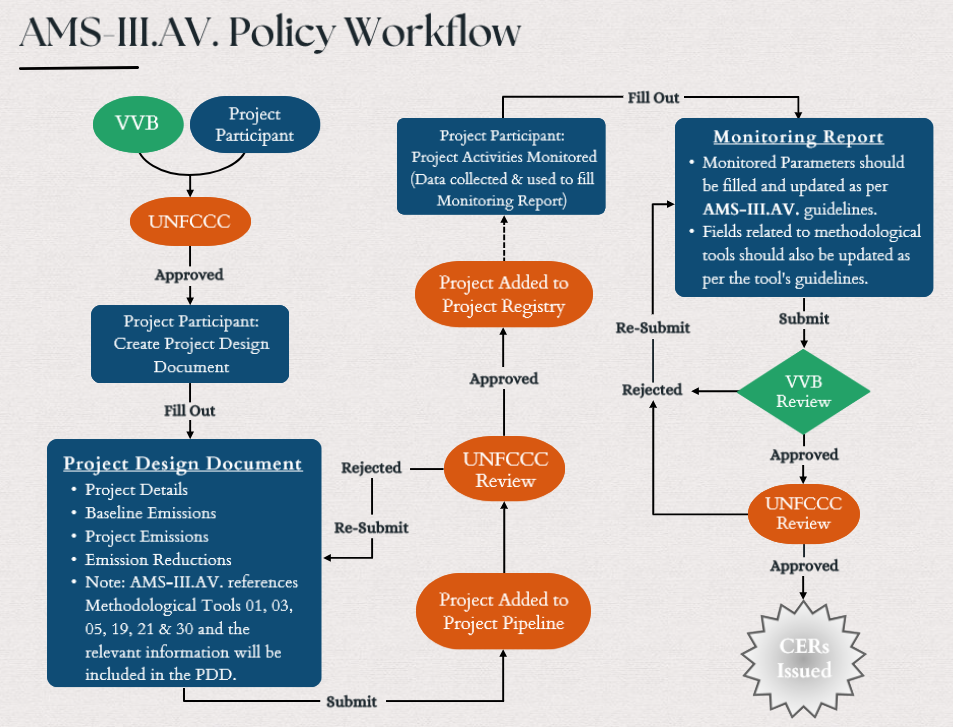 AMS-III.AV. Policy Workflow
VVB
Project
Participant
UNFCCC
Approved
Project Participant:
Create Project Design
Document
Fill Out
Project Design Document
• Project Details
• Baseline Emissions
• Project Emissions
• Emission Reductions
• Note: AMS-III.AV. references
Methodological Tools 01, 03,
05, 19, 21 & 30 and the
relevant information will be
included in the PDD.
Submit
Project Added to
Project Pipeline
UNFCCC
Review
Rejected
Re-Submit
Approved
Project Added to
Project Registry
Project Participant:
Project Activities Monitored
(Data collected & used to fill
Monitoring Report)
Fill Out
Monitoring Report
• Monitored Parameters should
be filled and updated as per
AMS-III.AV. guidelines.
• Fields related to methodological
tools should also be updated as
per the tool's guidelines.
Submit
VVB
Review
Rejected
Re-Submit
Approved
UNFCCC
Review
Approved
CERs
Issued